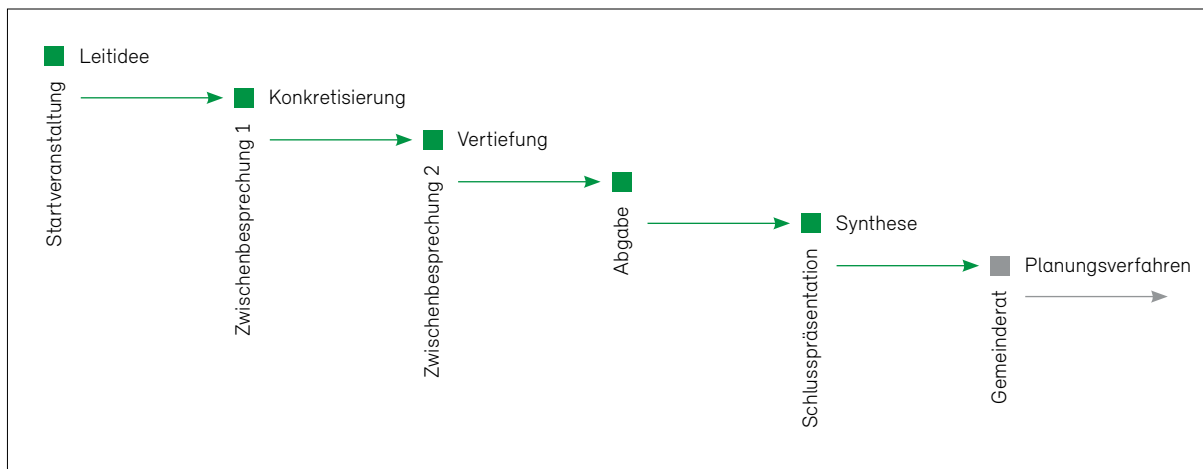 Leitidee
Startveranstaltung
Konkretisierung
Zwischenbesprechung 1
Vertiefung
Zwischenbesprechung 2
Abgabe
Synthese
Schlusspräsentation
Planungsverfahren
Gemeinderat